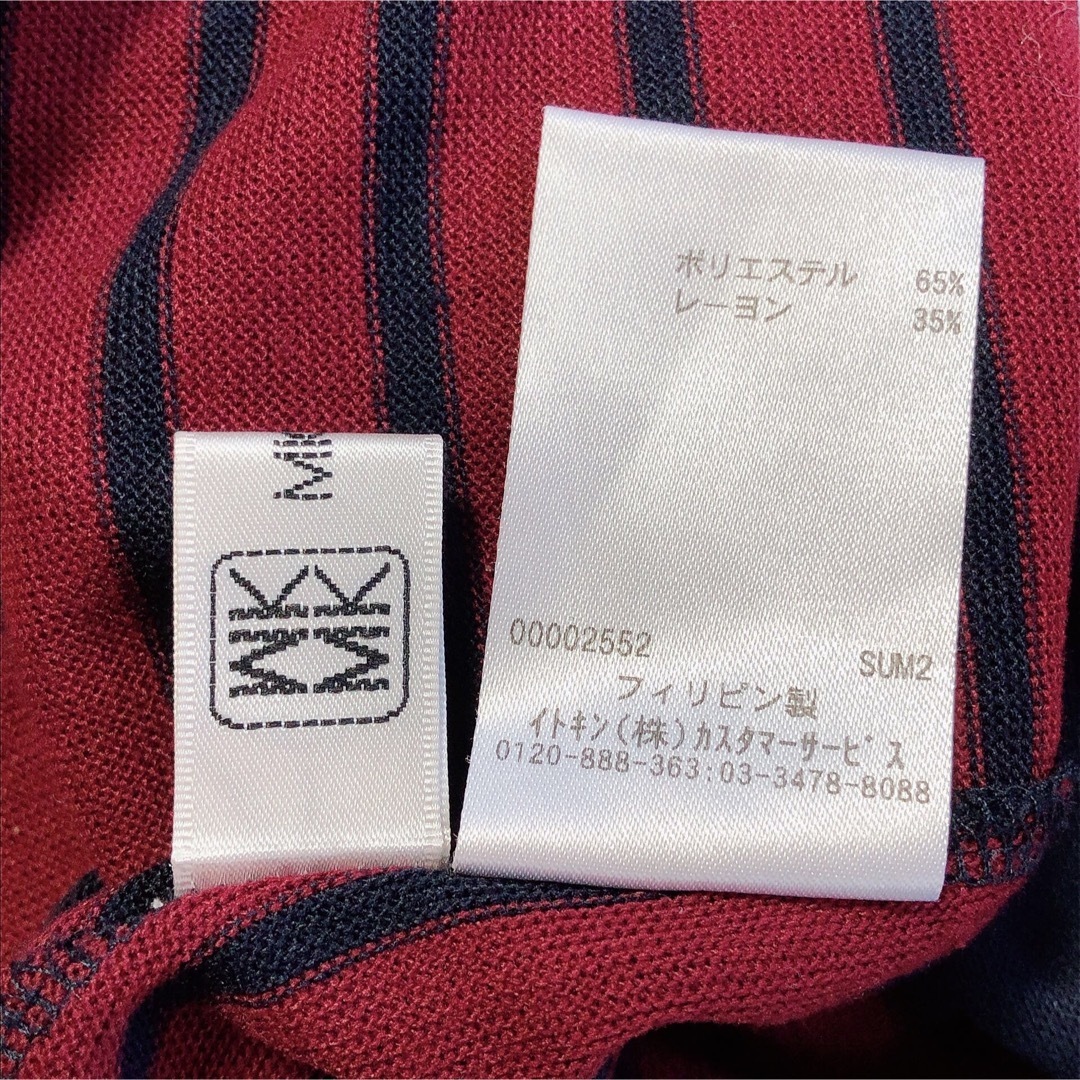 MK
MK
ポリエステル 65%
レーヨン 35%
00002552 SUM2
フィリピン製
イトキン(株)カスタマーサービス
0120-888-363:03-3478-8088